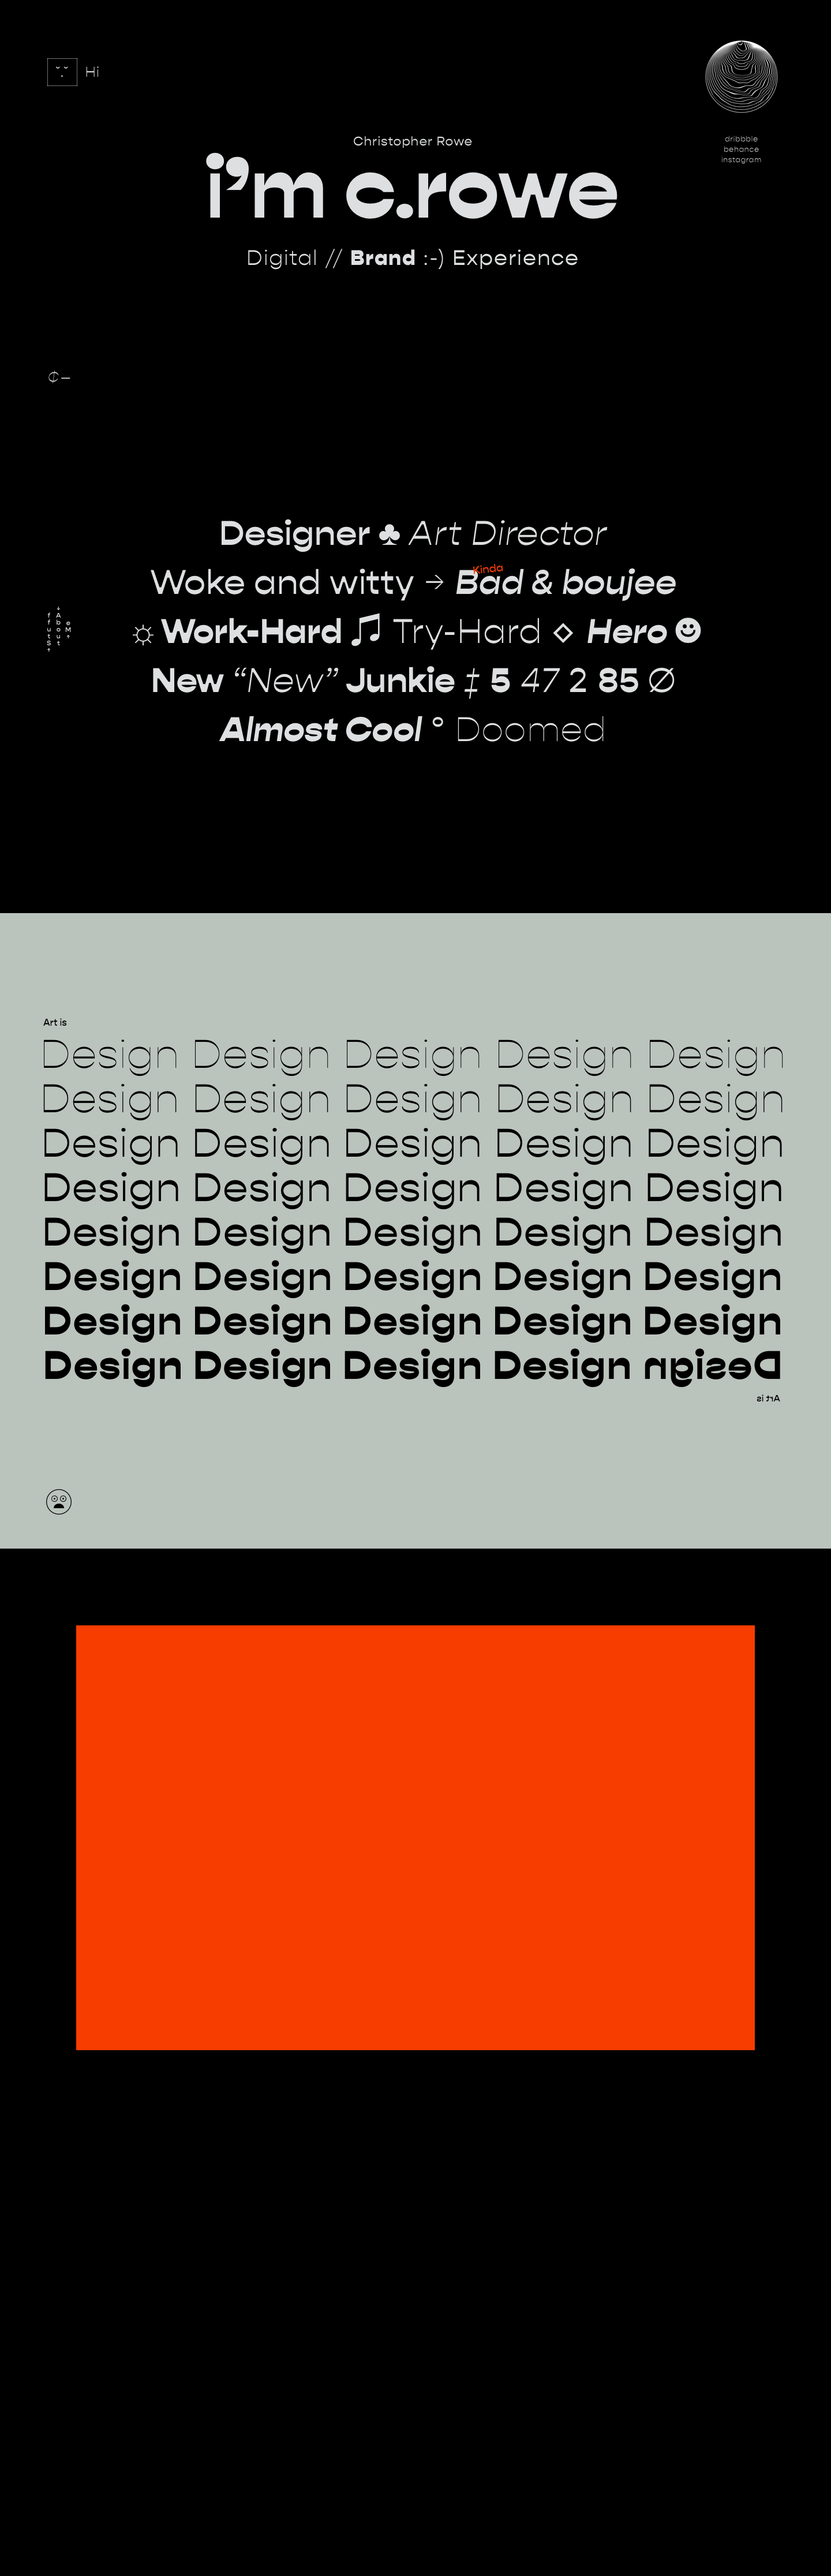 Hi
dribbble
behance
instagram
Christopher Rowe
i’m c.rowe
Digital // Brand :-) Experience
₵–
Designer ♣ Art Director
Kinda
Woke and witty → Bad & boujee
☼ Work-Hard ♫ Try-Hard ◇ Hero ☻
New “New” Junkie ‡ 5 47 2 85 Ø
Almost Cool ° Doomed
Stuff
About
Me
Art is
Design Design Design Design Design
Design Design Design Design Design
Design Design Design Design Design
Design Design Design Design Design
Design Design Design Design Design
Design Design Design Design Design
Design Design Design Design Design
Design Design Design Design Design
Art is